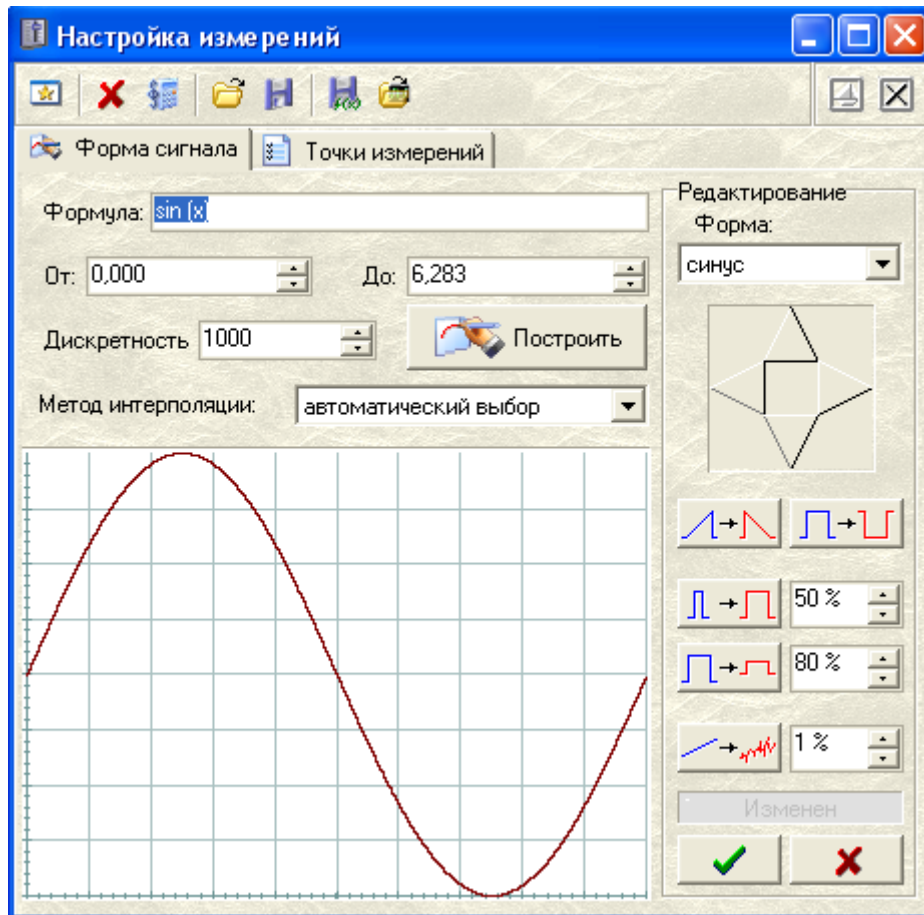 Настройка измерений
f(x)
Форма сигнала
Точки измерений
Формула: sin (x)
От: 0,000
До: 6,283
Дискретность 1000
Построить
Метод интерполяции: автоматический выбор
Редактирование
Форма:
синус
50 %
80 %
1 %
Изменен